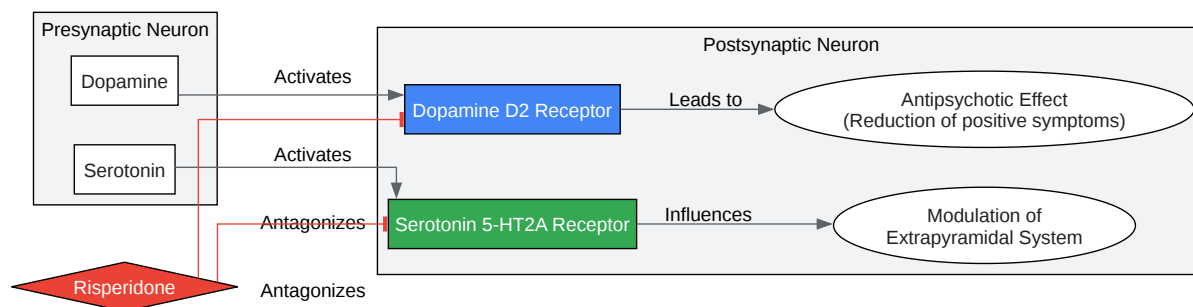 Presynaptic Neuron
Dopamine
Serotonin
Activates
Activates
Antagonizes
Antagonizes
Risperidone
Postsynaptic Neuron
Dopamine D2 Receptor
Leads to
Antipsychotic Effect
(Reduction of positive symptoms)
Serotonin 5-HT2A Receptor
Influences
Modulation of
Extrapyramidal System